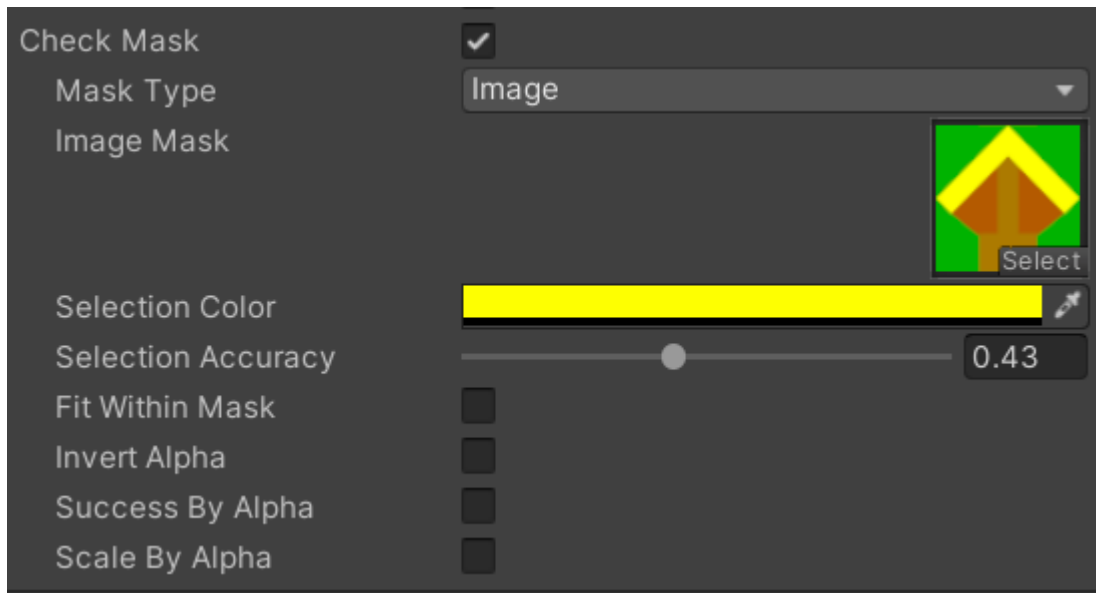 Check Mask
Mask Type Image
Image Mask
Select
Selection Color
Selection Accuracy 0.43
Fit Within Mask
Invert Alpha
Success By Alpha
Scale By Alpha